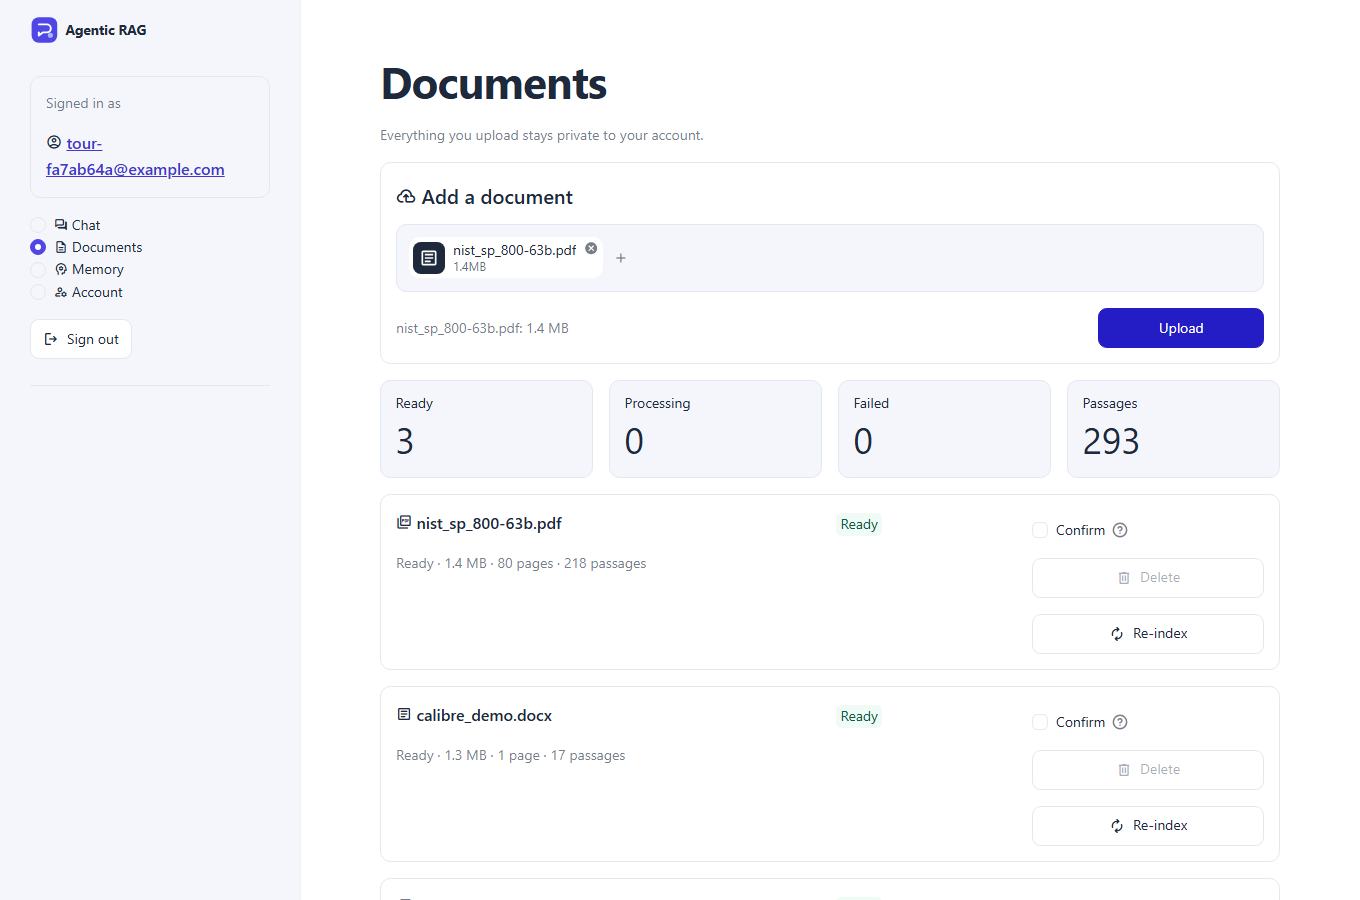 Agentic RAG
Signed in as
tour-
fa7ab64a@example.com
Chat
Documents
Memory
Account
Sign out
Documents
Everything you upload stays private to your account.
Add a document
nist_sp_800-63b.pdf
1.4MB
nist_sp_800-63b.pdf: 1.4 MB
Upload
Ready
3
Processing
0
Failed
0
Passages
293
nist_sp_800-63b.pdf
Ready
Confirm
Ready · 1.4 MB · 80 pages · 218 passages
Delete
Re-index
calibre_demo.docx
Ready
Confirm
Ready · 1.3 MB · 1 page · 17 passages
Delete
Re-index